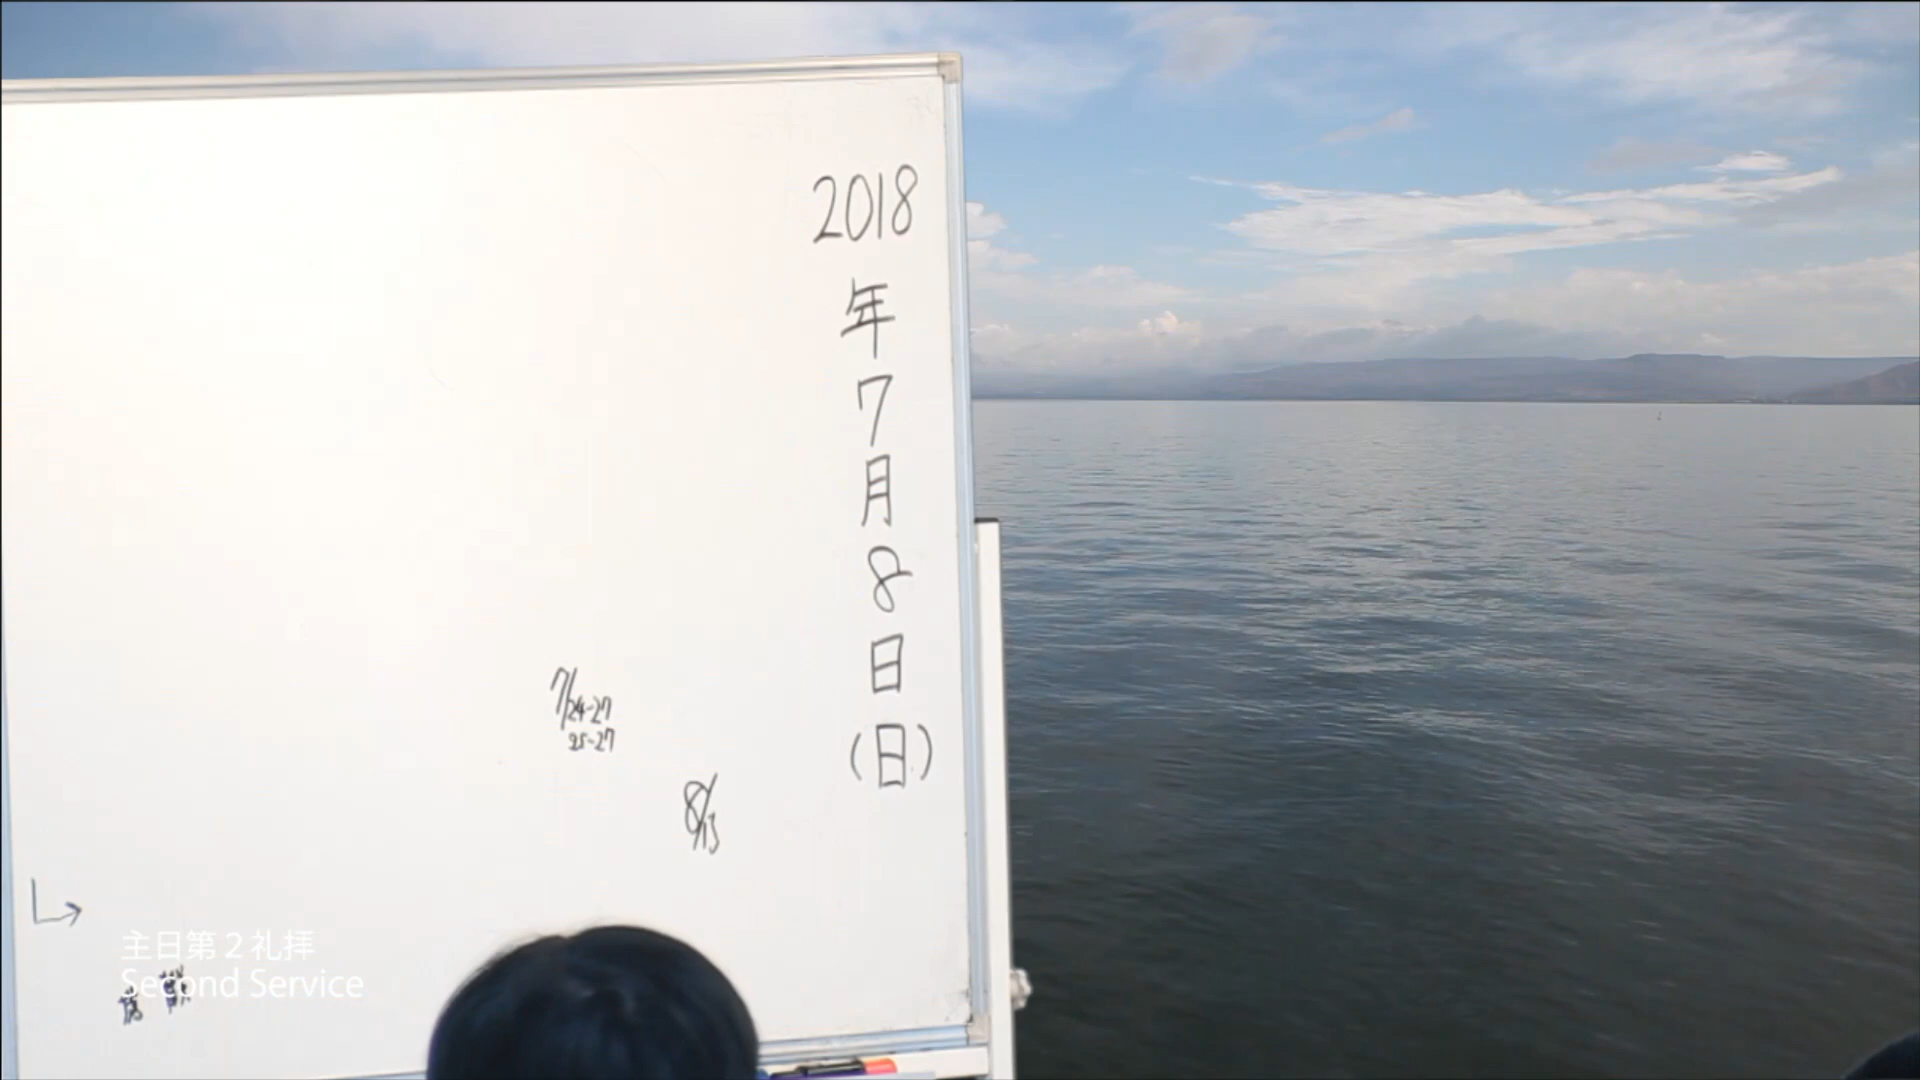 2018
年
7
月
8
日
(日)
7/24-27
25-27
8/13
主日第2礼拝
Second Service